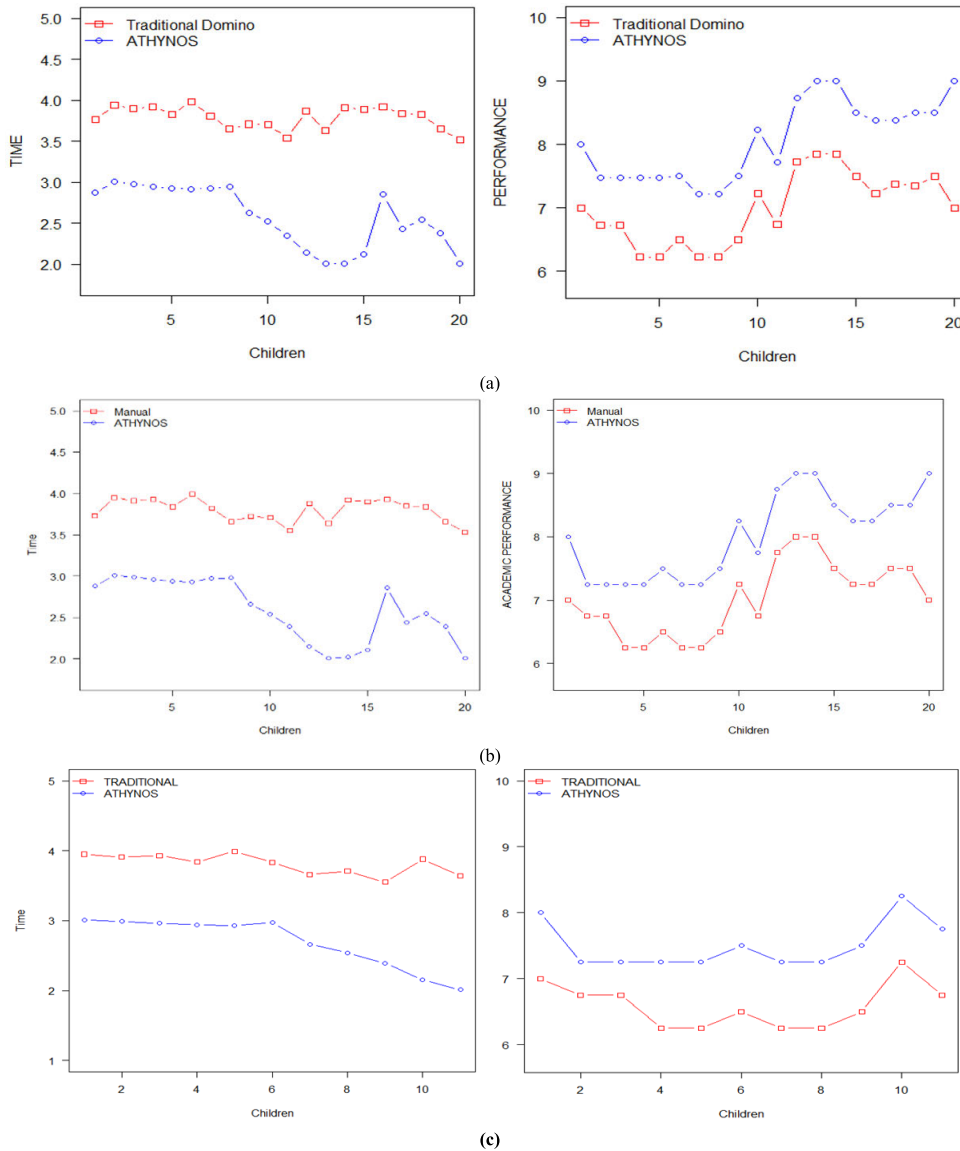 Traditional Domino
ATHYNOS
TIME
5.0
4.5
4.0
3.5
3.0
2.5
2.0
5
10
15
20
Children
Traditional Domino
ATHYNOS
PERFORMANCE
10
9
8
7
6
5
10
15
20
Children
(a)
Manual
ATHYNOS
Time
5.0
4.5
4.0
3.5
3.0
2.5
2.0
5
10
15
20
Children
Manual
ATHYNOS
ACADEMIC PERFORMANCE
10
9
8
7
6
5
10
15
20
Children
(b)
TRADITIONAL
ATHYNOS
Time
5
4
3
2
1
2
4
6
8
10
Children
TRADITIONAL
ATHYNOS
10
9
8
7
6
2
4
6
8
10
Children
(c)